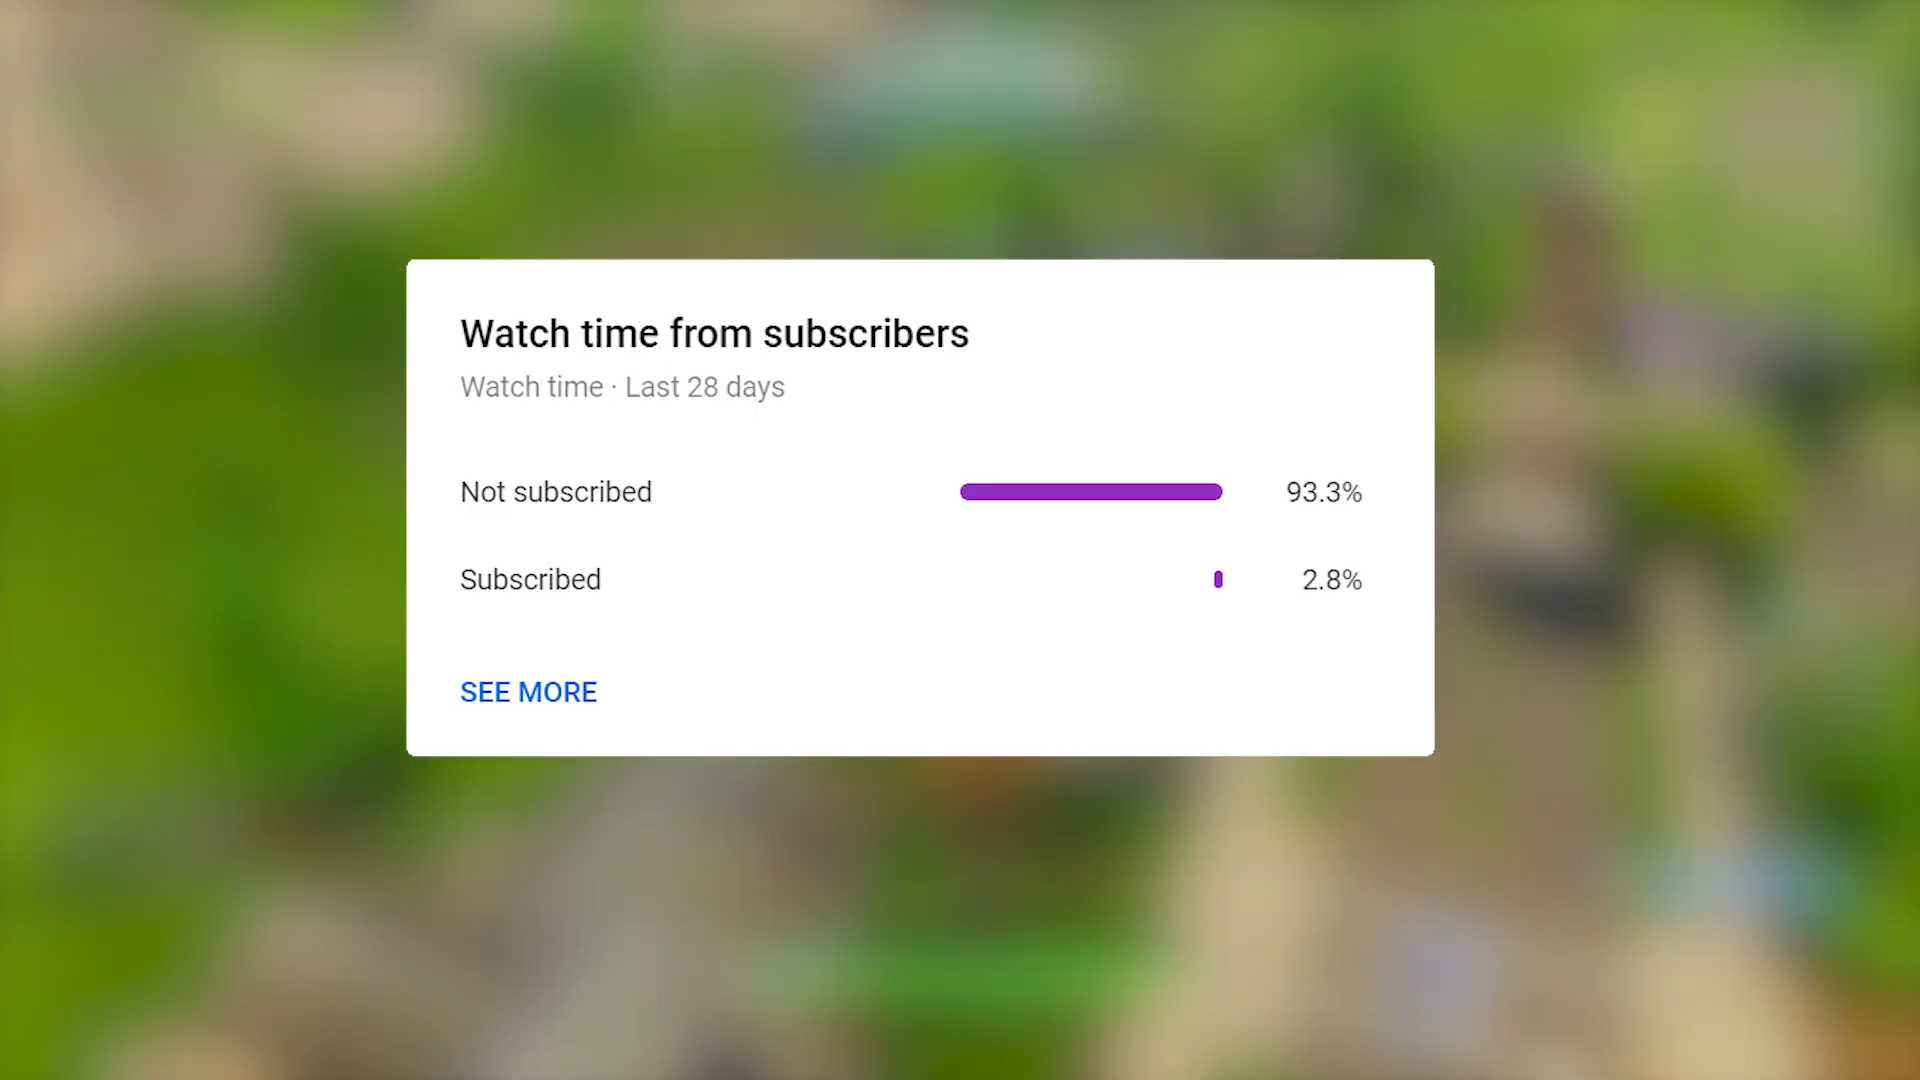 Watch time from subscribers
Watch time · Last 28 days
Not subscribed 93.3%
Subscribed 2.8%
SEE MORE